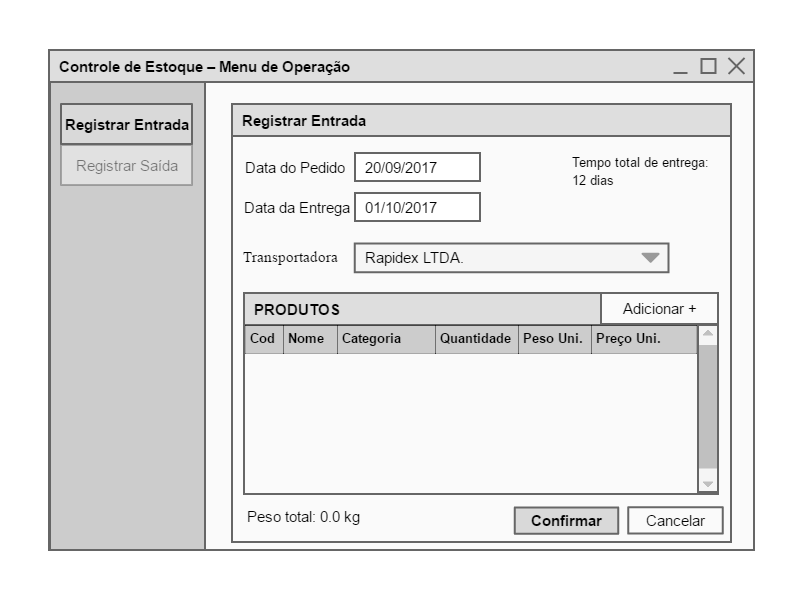 Controle de Estoque – Menu de Operação
Registrar Entrada
Registrar Saída
Registrar Entrada
Data do Pedido 20/09/2017
Tempo total de entrega:
12 dias
Data da Entrega 01/10/2017
Transportadora Rapidex LTDA.
PRODUTOS Adicionar +
Cod Nome Categoria Quantidade Peso Uni. Preço Uni.
Peso total: 0.0 kg
Confirmar Cancelar